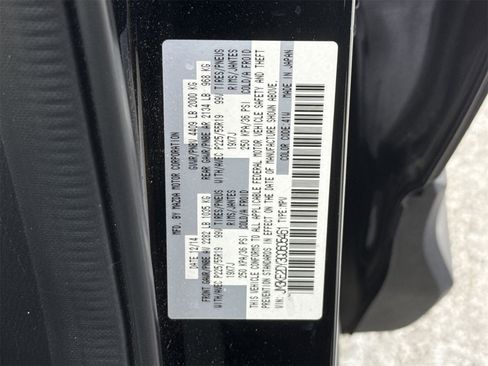 MFD. BY MAZDA MOTOR CORPORATION
DATE: 12/14 GVWR/PNBV 4409 LB 2000 KG
FRONT GAWR/PNBE AV 2282 LB 1035 KG REAR GAWR/PNBE AR 2134 LB 968 KG
WITH/AVEC P225/55R19 99V TIRES/PNEUS WITH/AVEC P225/55R19 99V TIRES/PNEUS
19X7J RIMS/JANTES 19X7J RIMS/JANTES
250 KPA/36 PSI COLD/A FROID 250 KPA/36 PSI COLD/A FROID
THIS VEHICLE CONFORMS TO ALL APPLICABLE FEDERAL MOTOR VEHICLE SAFETY AND THEFT
PREVENTION STANDARDS IN EFFECT ON THE DATE OF MANUFACTURE SHOWN ABOVE.
VIN: TYPE:MPV COLOR CODE:41W
MADE IN JAPAN